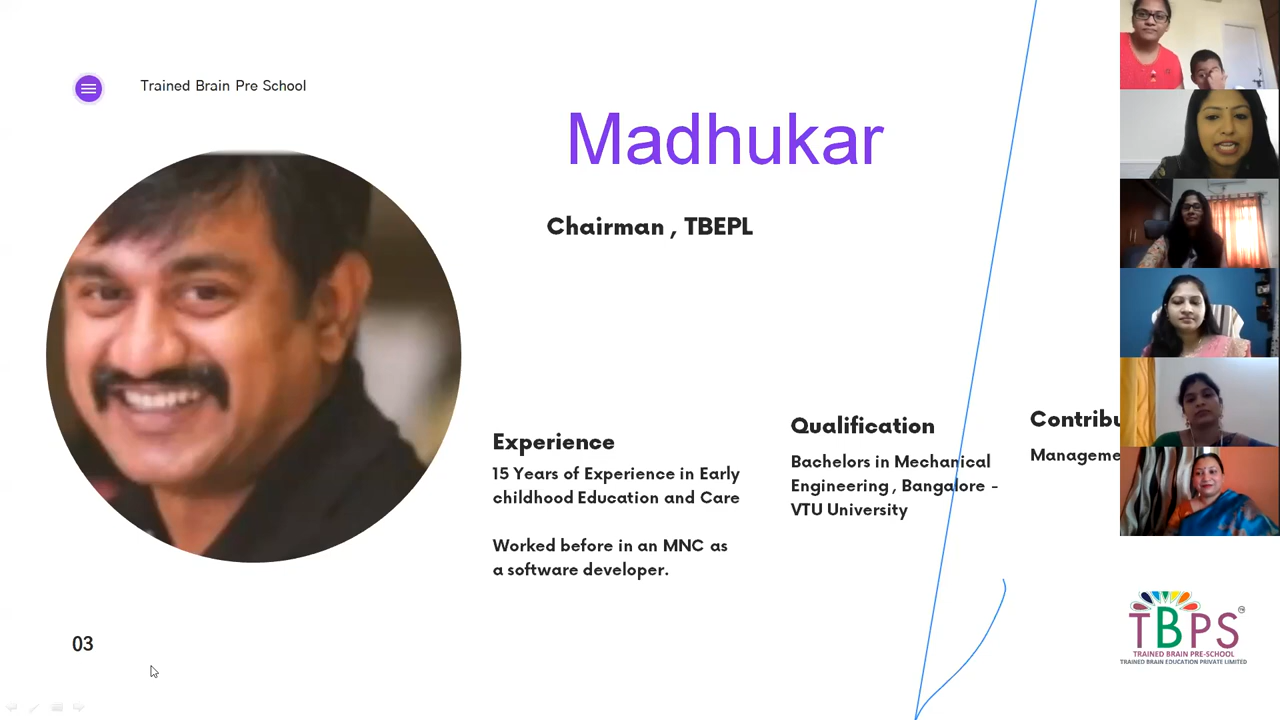 Trained Brain Pre School
Madhukar
Chairman , TBEPL
Experience
15 Years of Experience in Early
childhood Education and Care
Worked before in an MNC as
a software developer.
Qualification
Bachelors in Mechanical
Engineering , Bangalore -
VTU University
Contribu
Manageme
03
TBPS
TRAINED BRAIN PRE-SCHOOL
TRAINED BRAIN EDUCATION PRIVATE LIMITED